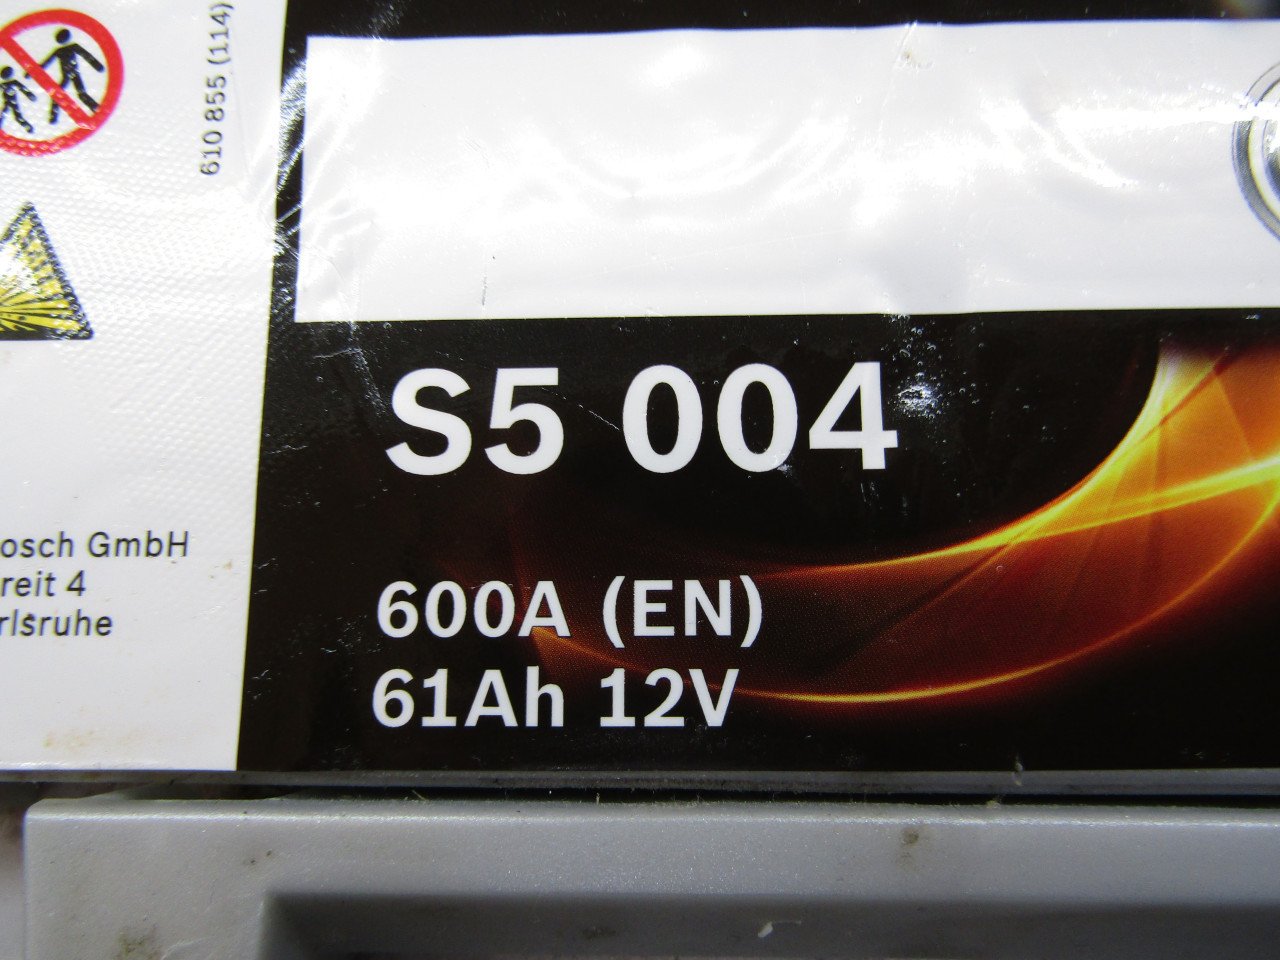 610 855 (114)
S5 004
osch GmbH
reit 4
rlsruhe
600A (EN)
61Ah 12V